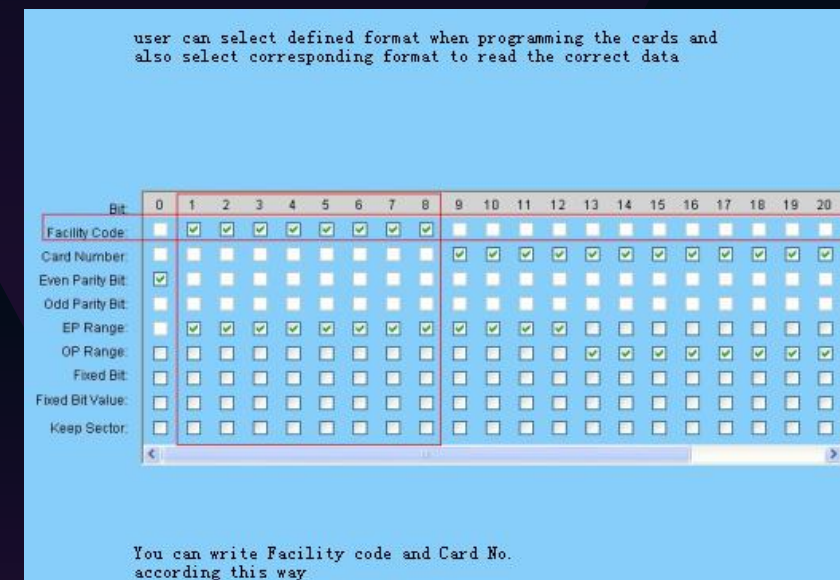 user can select defined format when programming the cards and
also select corresponding format to read the correct data
Bit: 0 1 2 3 4 5 6 7 8 9 10 11 12 13 14 15 16 17 18 19 20
Facility Code:
Card Number:
Even Parity Bit:
Odd Parity Bit:
EP Range:
OP Range:
Fixed Bit:
Fixed Bit Value:
Keep Sector:
You can write Facility code and Card No.
according this way